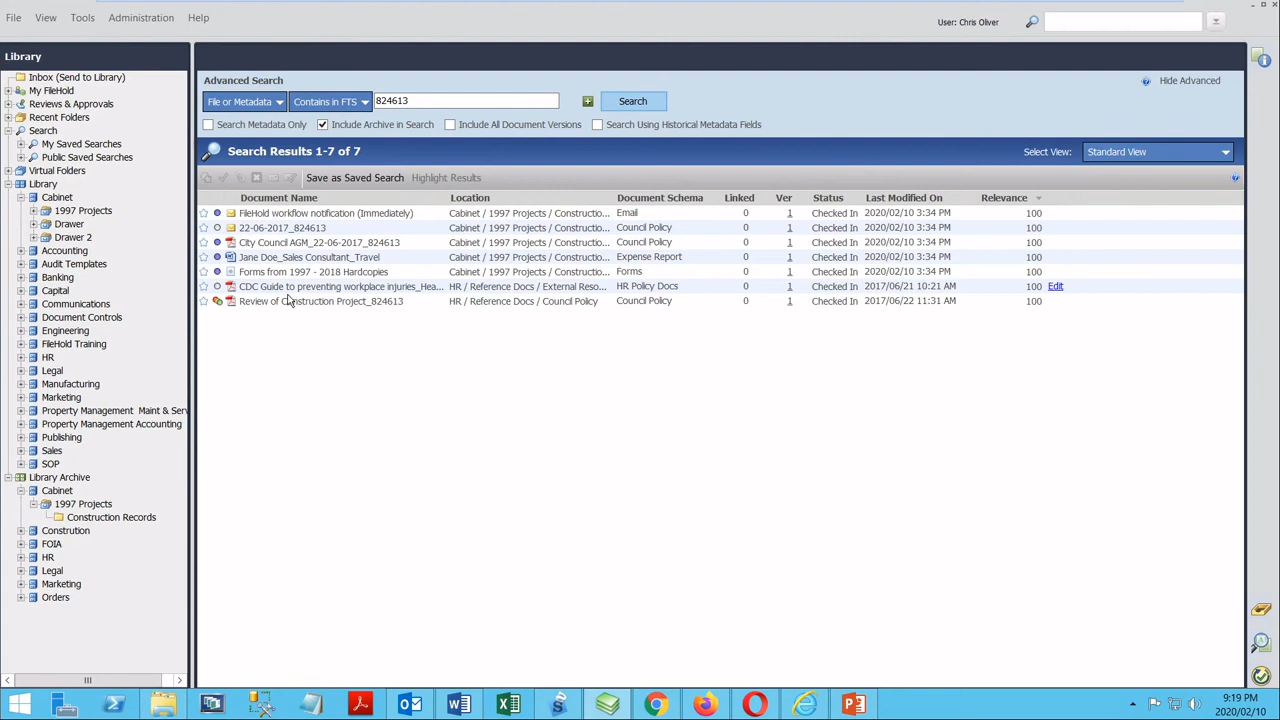 File View Tools Administration Help
User: Chris Oliver
Library
Inbox (Send to Library)
My FileHold
Reviews & Approvals
Recent Folders
Search
My Saved Searches
Public Saved Searches
Virtual Folders
Library
Cabinet
1997 Projects
Drawer
Drawer 2
Accounting
Audit Templates
Banking
Capital
Communications
Document Controls
Engineering
FileHold Training
HR
Legal
Manufacturing
Marketing
Property Management Maint & Serv
Property Management Accounting
Publishing
Sales
SOP
Library Archive
Cabinet
1997 Projects
Construction Records
Constrution
FOIA
HR
Legal
Marketing
Orders
Advanced Search
Hide Advanced
File or Metadata Contains in FTS 824613 Search
Search Metadata Only Include Archive in Search Include All Document Versions Search Using Historical Metadata Fields
Search Results 1-7 of 7 Select View: Standard View
Save as Saved Search Highlight Results
Document Name Location Document Schema Linked Ver Status Last Modified On Relevance
FileHold workflow notification (Immediately) Cabinet / 1997 Projects / Constructio... Email 0 1 Checked In 2020/02/10 3:34 PM 100
22-06-2017_824613 Cabinet / 1997 Projects / Constructio... Council Policy 0 1 Checked In 2020/02/10 3:34 PM 100
City Council AGM_22-06-2017_824613 Cabinet / 1997 Projects / Constructio... Council Policy 0 1 Checked In 2020/02/10 3:34 PM 100
Jane Doe_Sales Consultant_Travel Cabinet / 1997 Projects / Constructio... Expense Report 0 1 Checked In 2020/02/10 3:34 PM 100
Forms from 1997 - 2018 Hardcopies Cabinet / 1997 Projects / Constructio... Forms 0 1 Checked In 2020/02/10 3:34 PM 100
CDC Guide to preventing workplace injuries_Hea... HR / Reference Docs / External Reso... HR Policy Docs 0 1 Checked In 2017/06/21 10:21 AM 100 Edit
Review of Construction Project_824613 HR / Reference Docs / Council Policy Council Policy 0 1 Checked In 2017/06/22 11:31 AM 100
9:19 PM
2020/02/10